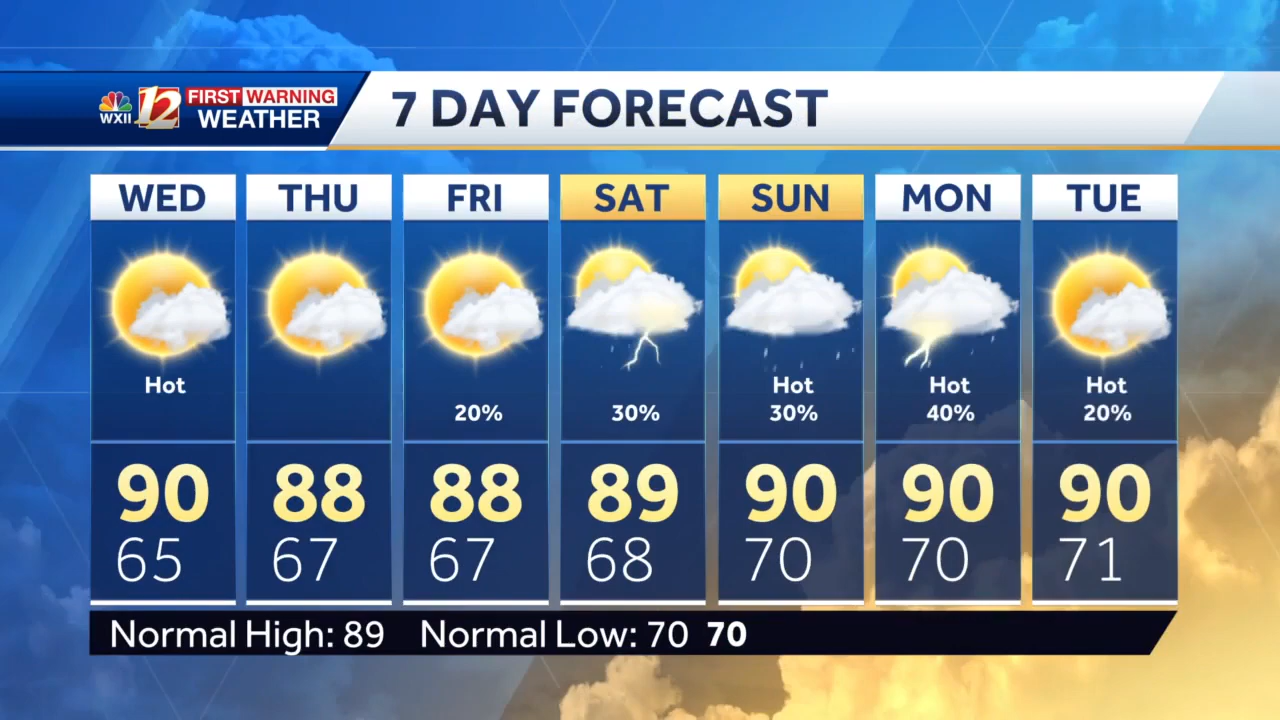 WXII 12 FIRST WARNING WEATHER
7 DAY FORECAST
WED THU FRI SAT SUN MON TUE
Hot Hot Hot Hot
20% 30% 30% 40% 20%
90 88 88 89 90 90 90
65 67 67 68 70 70 71
Normal High: 89 Normal Low: 70 70